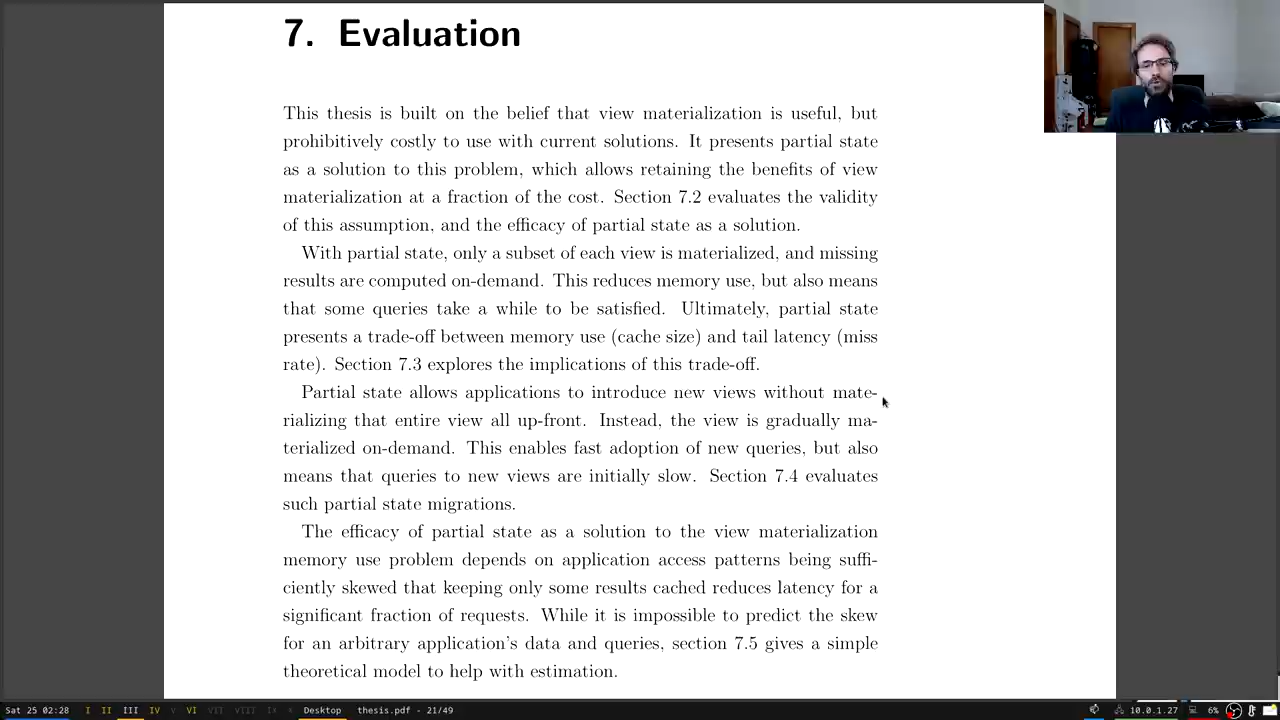 7. Evaluation
This thesis is built on the belief that view materialization is useful, but
prohibitively costly to use with current solutions. It presents partial state
as a solution to this problem, which allows retaining the benefits of view
materialization at a fraction of the cost. Section 7.2 evaluates the validity
of this assumption, and the efficacy of partial state as a solution.
With partial state, only a subset of each view is materialized, and missing
results are computed on-demand. This reduces memory use, but also means
that some queries take a while to be satisfied. Ultimately, partial state
presents a trade-off between memory use (cache size) and tail latency (miss
rate). Section 7.3 explores the implications of this trade-off.
Partial state allows applications to introduce new views without mate-
rializing that entire view all up-front. Instead, the view is gradually ma-
terialized on-demand. This enables fast adoption of new queries, but also
means that queries to new views are initially slow. Section 7.4 evaluates
such partial state migrations.
The efficacy of partial state as a solution to the view materialization
memory use problem depends on application access patterns being suffi-
ciently skewed that keeping only some results cached reduces latency for a
significant fraction of requests. While it is impossible to predict the skew
for an arbitrary application's data and queries, section 7.5 gives a simple
theoretical model to help with estimation.
Sat 25 02:28 I II III IV V VI VII VIII IX X Desktop thesis.pdf - 21/49 10.0.1.27 6%